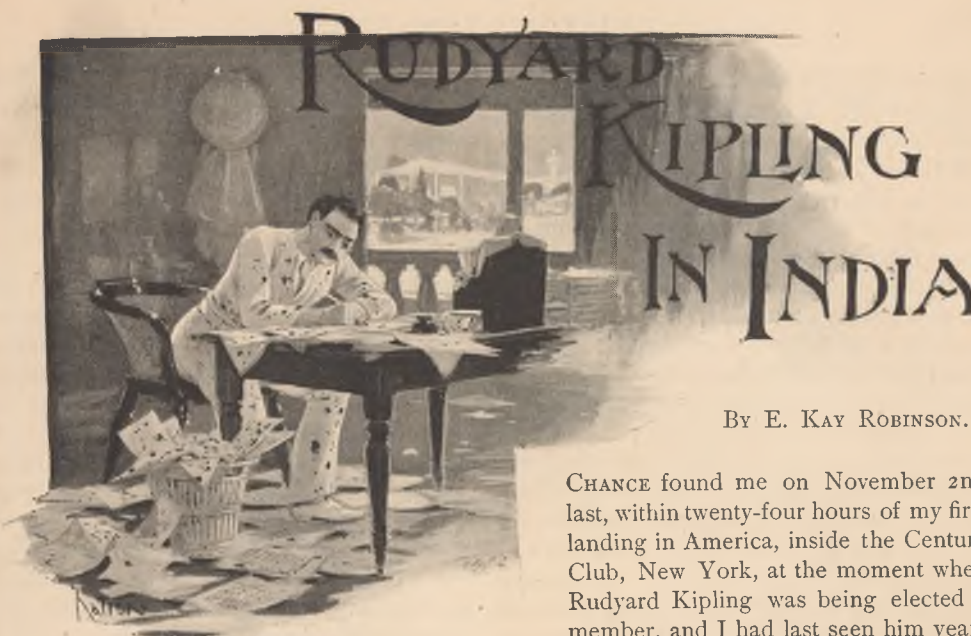 RUDYARD
KIPLING
IN INDIA
BY E. KAY ROBINSON.
CHANCE found me on November 2n
last, within twenty-four hours of my fir
landing in America, inside the Centur
Club, New York, at the moment whe
Rudyard Kipling was being elected
member, and I had last seen him year